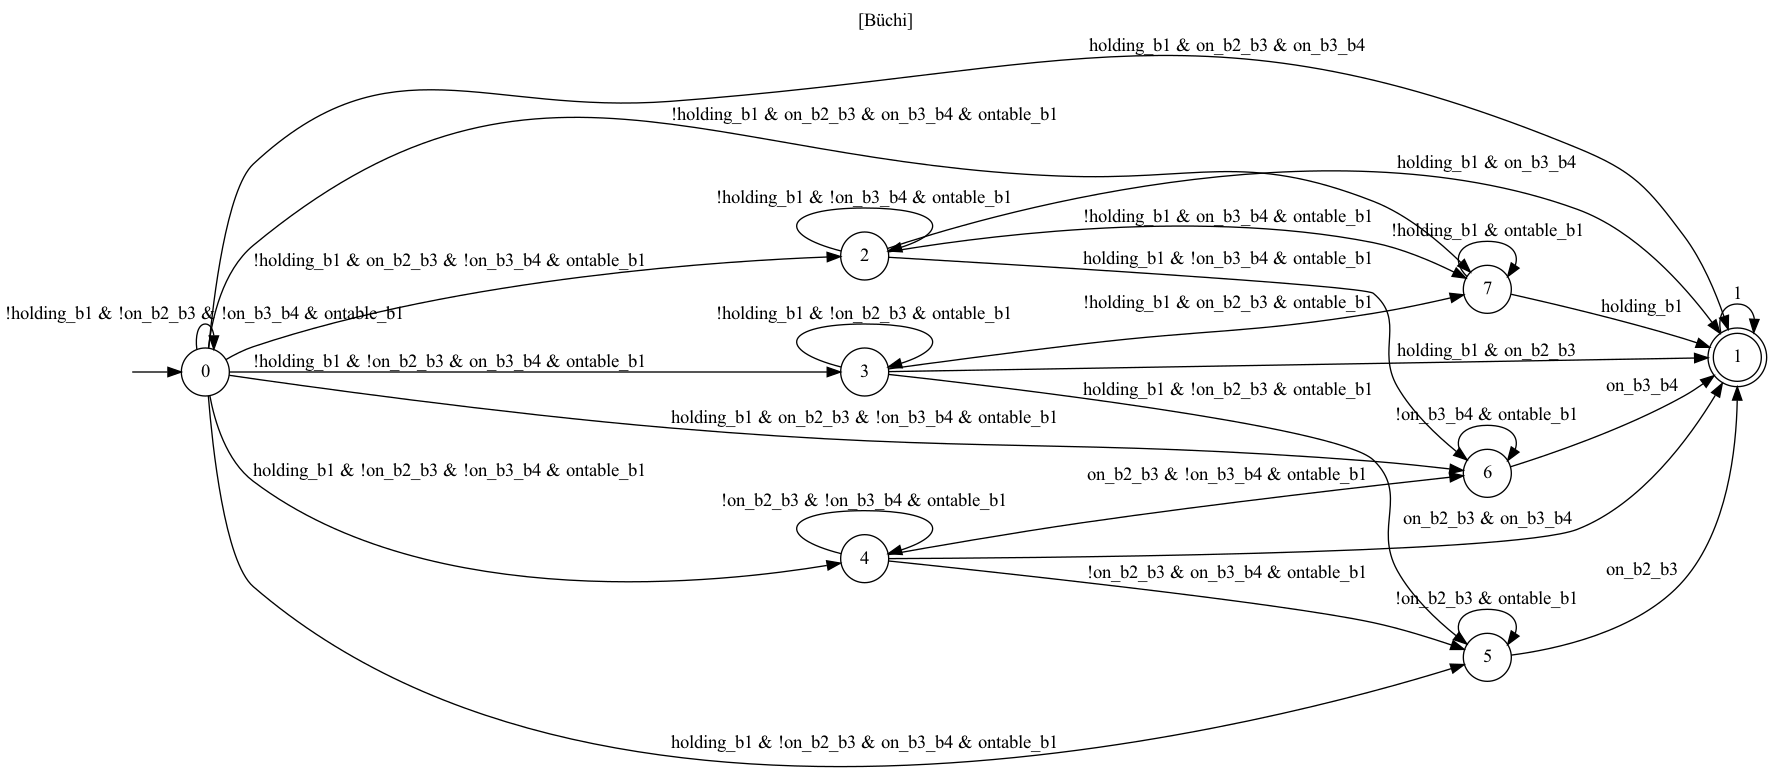 [Büchi]
holding_b1 & on_b2_b3 & on_b3_b4
!holding_b1 & on_b2_b3 & on_b3_b4 & ontable_b1
holding_b1 & on_b3_b4
!holding_b1 & !on_b3_b4 & ontable_b1
!holding_b1 & on_b3_b4 & ontable_b1
!holding_b1 & ontable_b1
2
!holding_b1 & on_b2_b3 & !on_b3_b4 & ontable_b1
holding_b1 & !on_b3_b4 & ontable_b1
7
1
!holding_b1 & on_b2_b3 & ontable_b1
holding_b1
!holding_b1 & !on_b2_b3 & !on_b3_b4 & ontable_b1
!holding_b1 & !on_b2_b3 & ontable_b1
holding_b1 & on_b2_b3
1
!holding_b1 & !on_b2_b3 & on_b3_b4 & ontable_b1
0
3
on_b3_b4
holding_b1 & !on_b2_b3 & ontable_b1
holding_b1 & on_b2_b3 & !on_b3_b4 & ontable_b1
!on_b3_b4 & ontable_b1
holding_b1 & !on_b2_b3 & !on_b3_b4 & ontable_b1
on_b2_b3 & !on_b3_b4 & ontable_b1
6
!on_b2_b3 & !on_b3_b4 & ontable_b1
on_b2_b3 & on_b3_b4
4
!on_b2_b3 & on_b3_b4 & ontable_b1
on_b2_b3
!on_b2_b3 & ontable_b1
5
holding_b1 & !on_b2_b3 & on_b3_b4 & ontable_b1